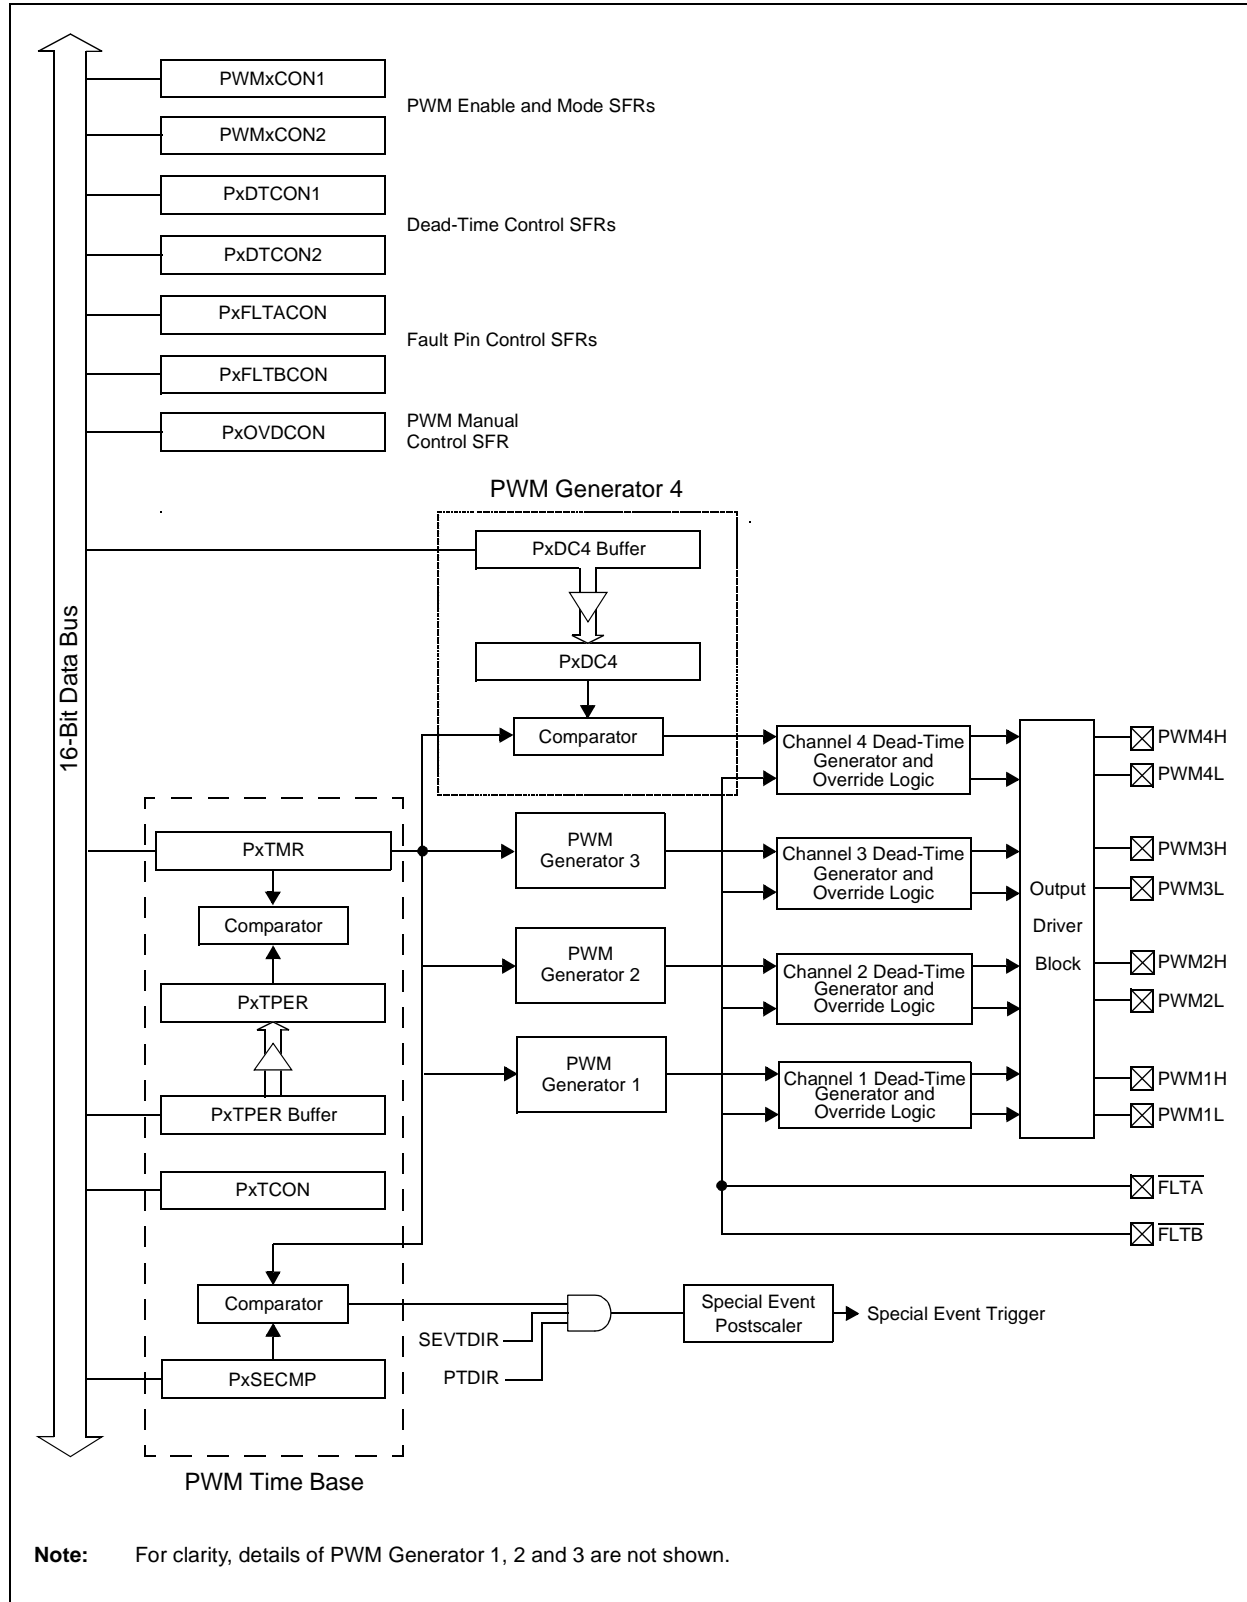 PWMxCON1
PWM Enable and Mode SFRs
PWMxCON2
PxDTCON1
Dead-Time Control SFRs
PxDTCON2
PxFLTACON
Fault Pin Control SFRs
PxFLTBCON
PxOVDCON
PWM Manual
Control SFR
16-Bit Data Bus
PWM Generator 4
PxDC4 Buffer
PxDC4
Comparator
Channel 4 Dead-Time
Generator and
Override Logic
PWM4H
PWM4L
PxTMR
PWM
Generator 3
Channel 3 Dead-Time
Generator and
Override Logic
PWM3H
PWM3L
Output
Driver
Block
Comparator
PxTPER
PWM
Generator 2
Channel 2 Dead-Time
Generator and
Override Logic
PWM2H
PWM2L
PxTPER Buffer
PWM
Generator 1
Channel 1 Dead-Time
Generator and
Override Logic
PWM1H
PWM1L
PxTCON
FLTA
FLTB
Comparator
SEVTDIR
PTDIR
Special Event
Postscaler
Special Event Trigger
PxSECMP
PWM Time Base
Note: For clarity, details of PWM Generator 1, 2 and 3 are not shown.